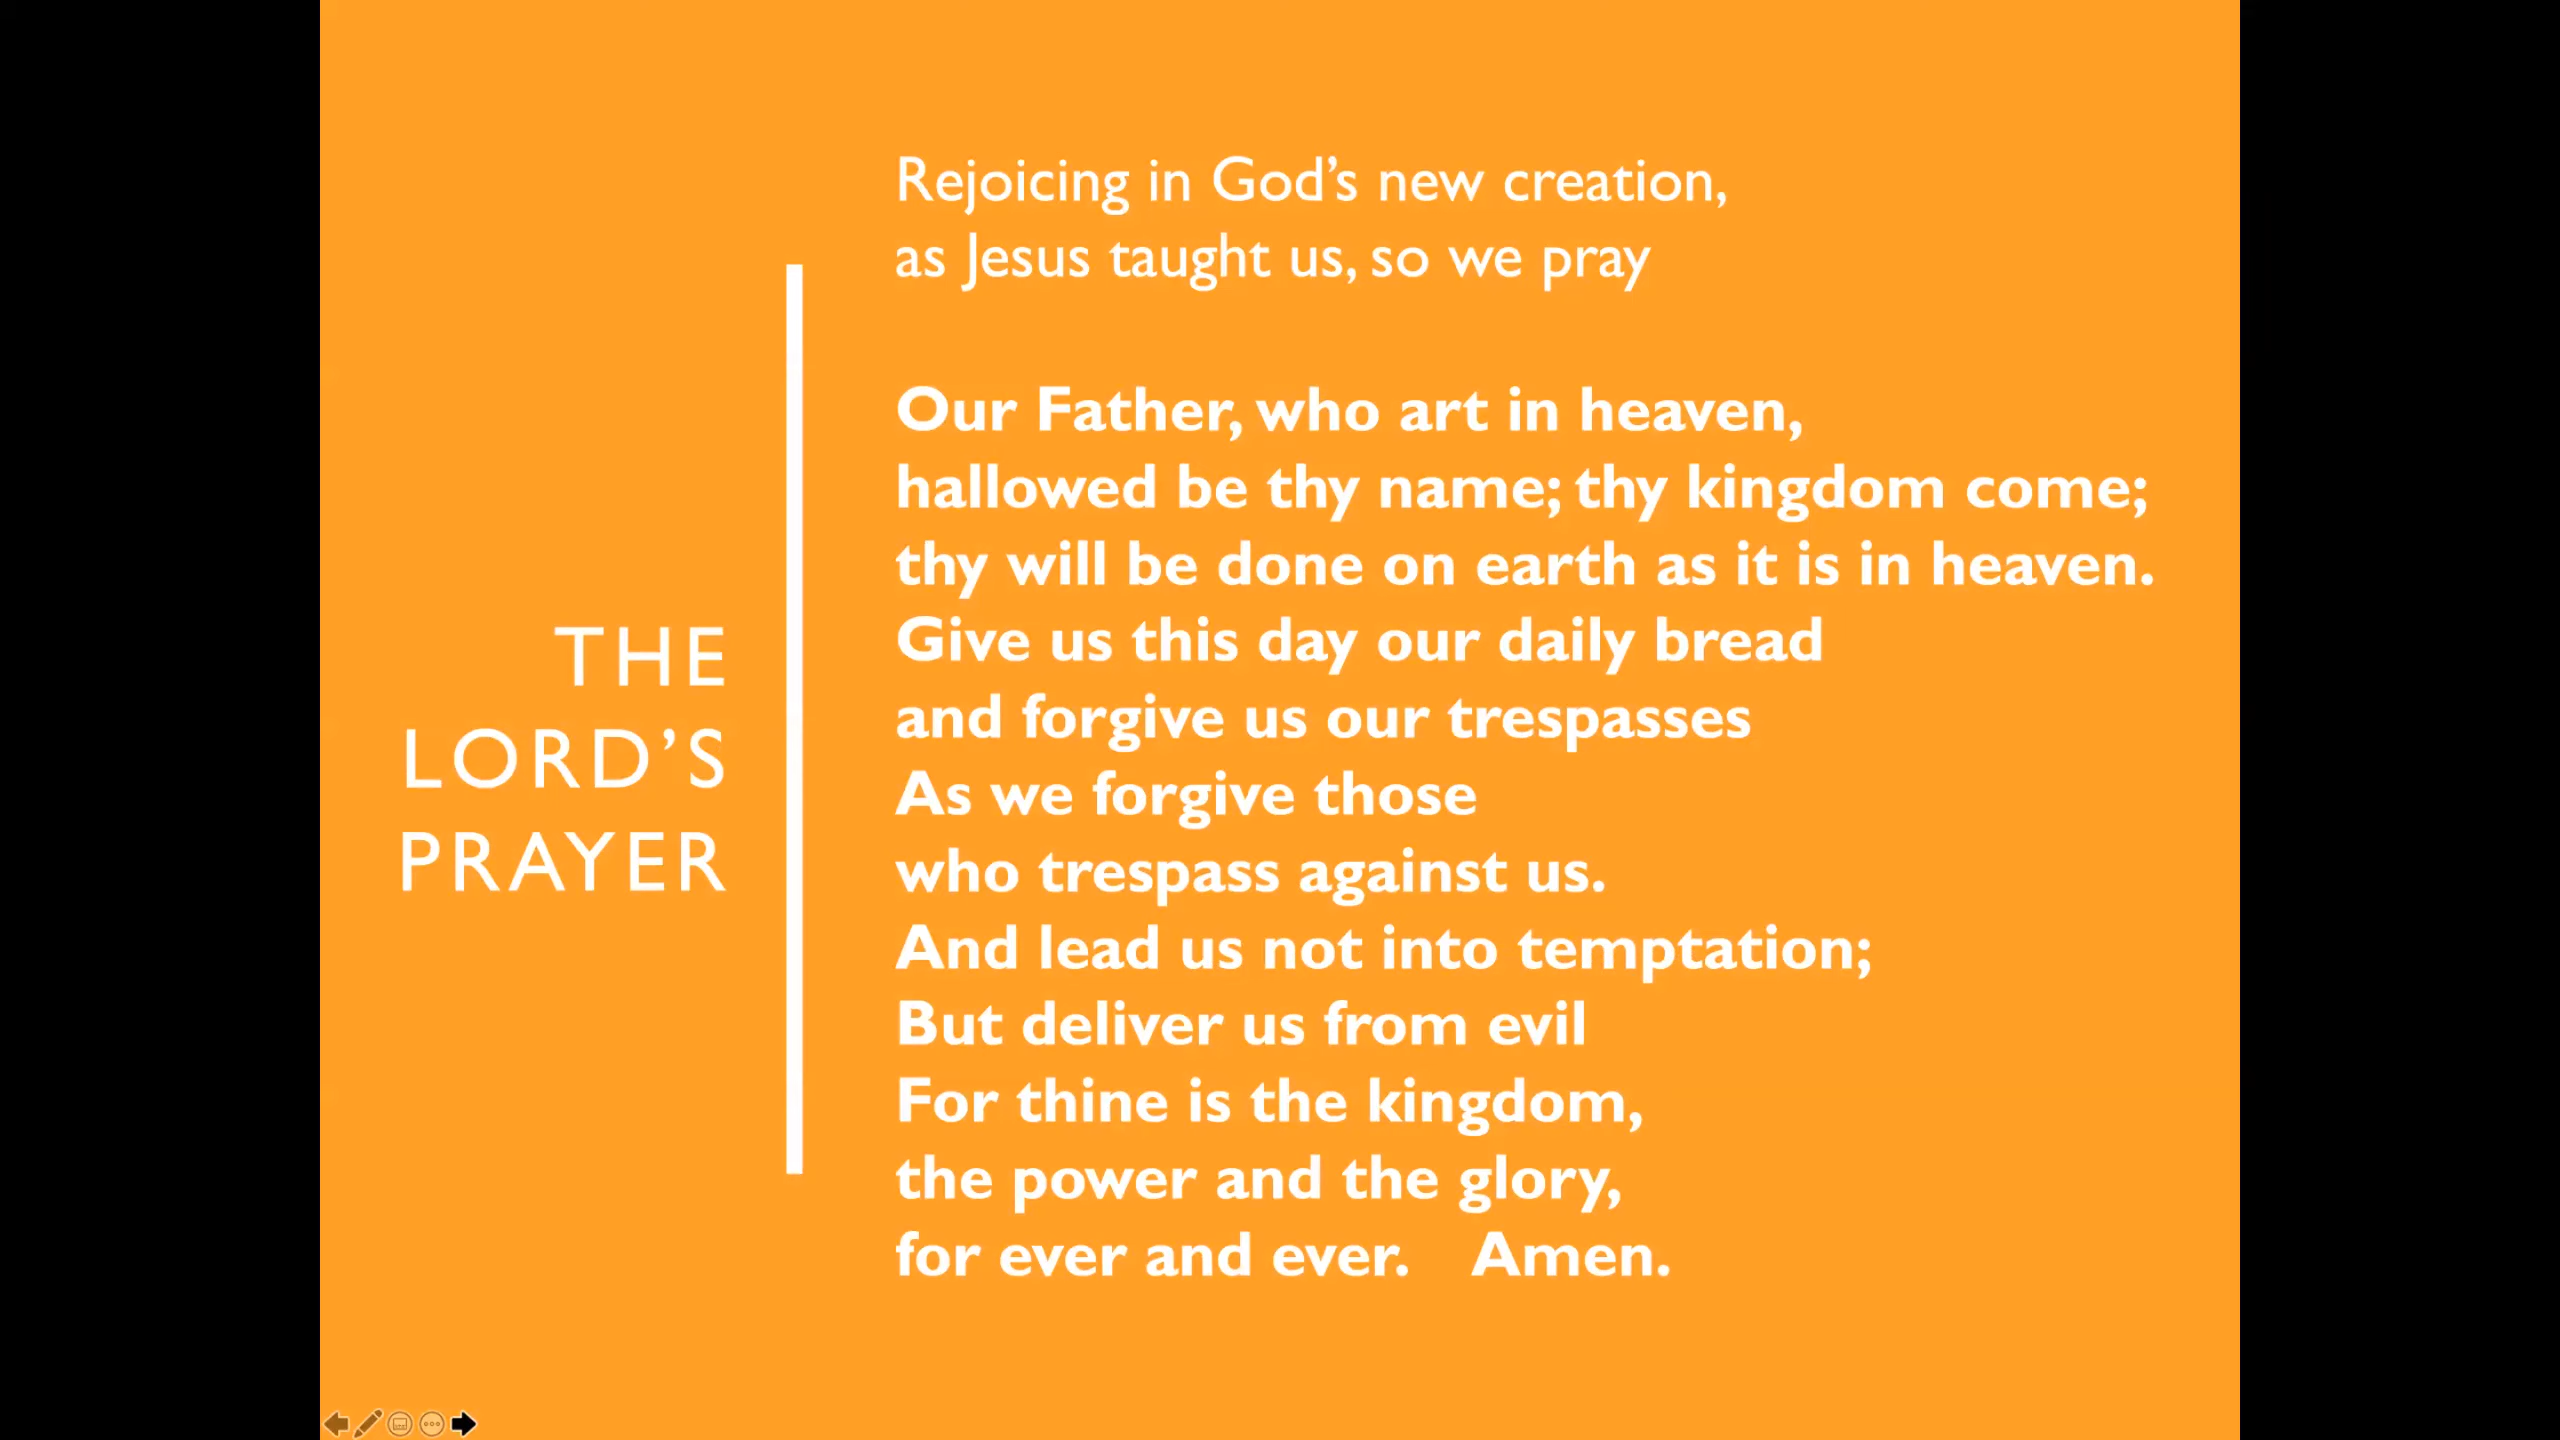 THE
LORD’S
PRAYER
Rejoicing in God’s new creation,
as Jesus taught us, so we pray
Our Father, who art in heaven,
hallowed be thy name; thy kingdom come;
thy will be done on earth as it is in heaven.
Give us this day our daily bread
and forgive us our trespasses
As we forgive those
who trespass against us.
And lead us not into temptation;
But deliver us from evil
For thine is the kingdom,
the power and the glory,
for ever and ever. Amen.